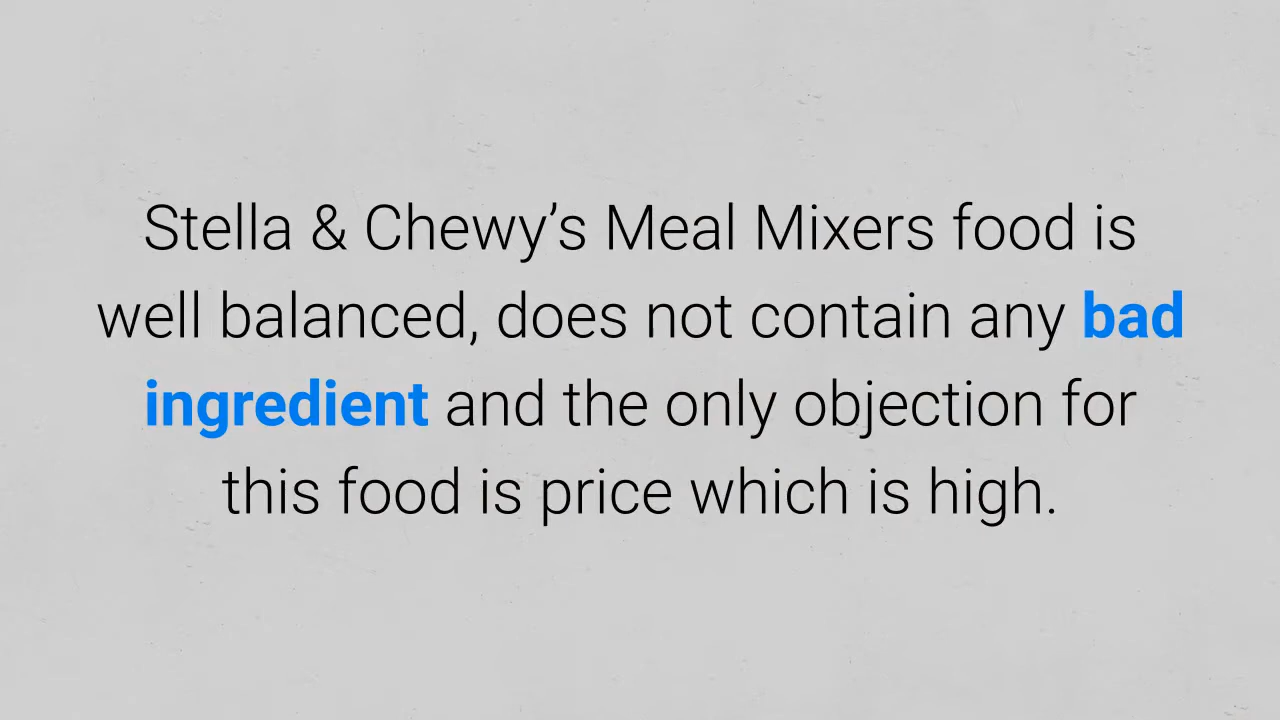 Stella & Chewy’s Meal Mixers food is
well balanced, does not contain any bad
ingredient and the only objection for
this food is price which is high.